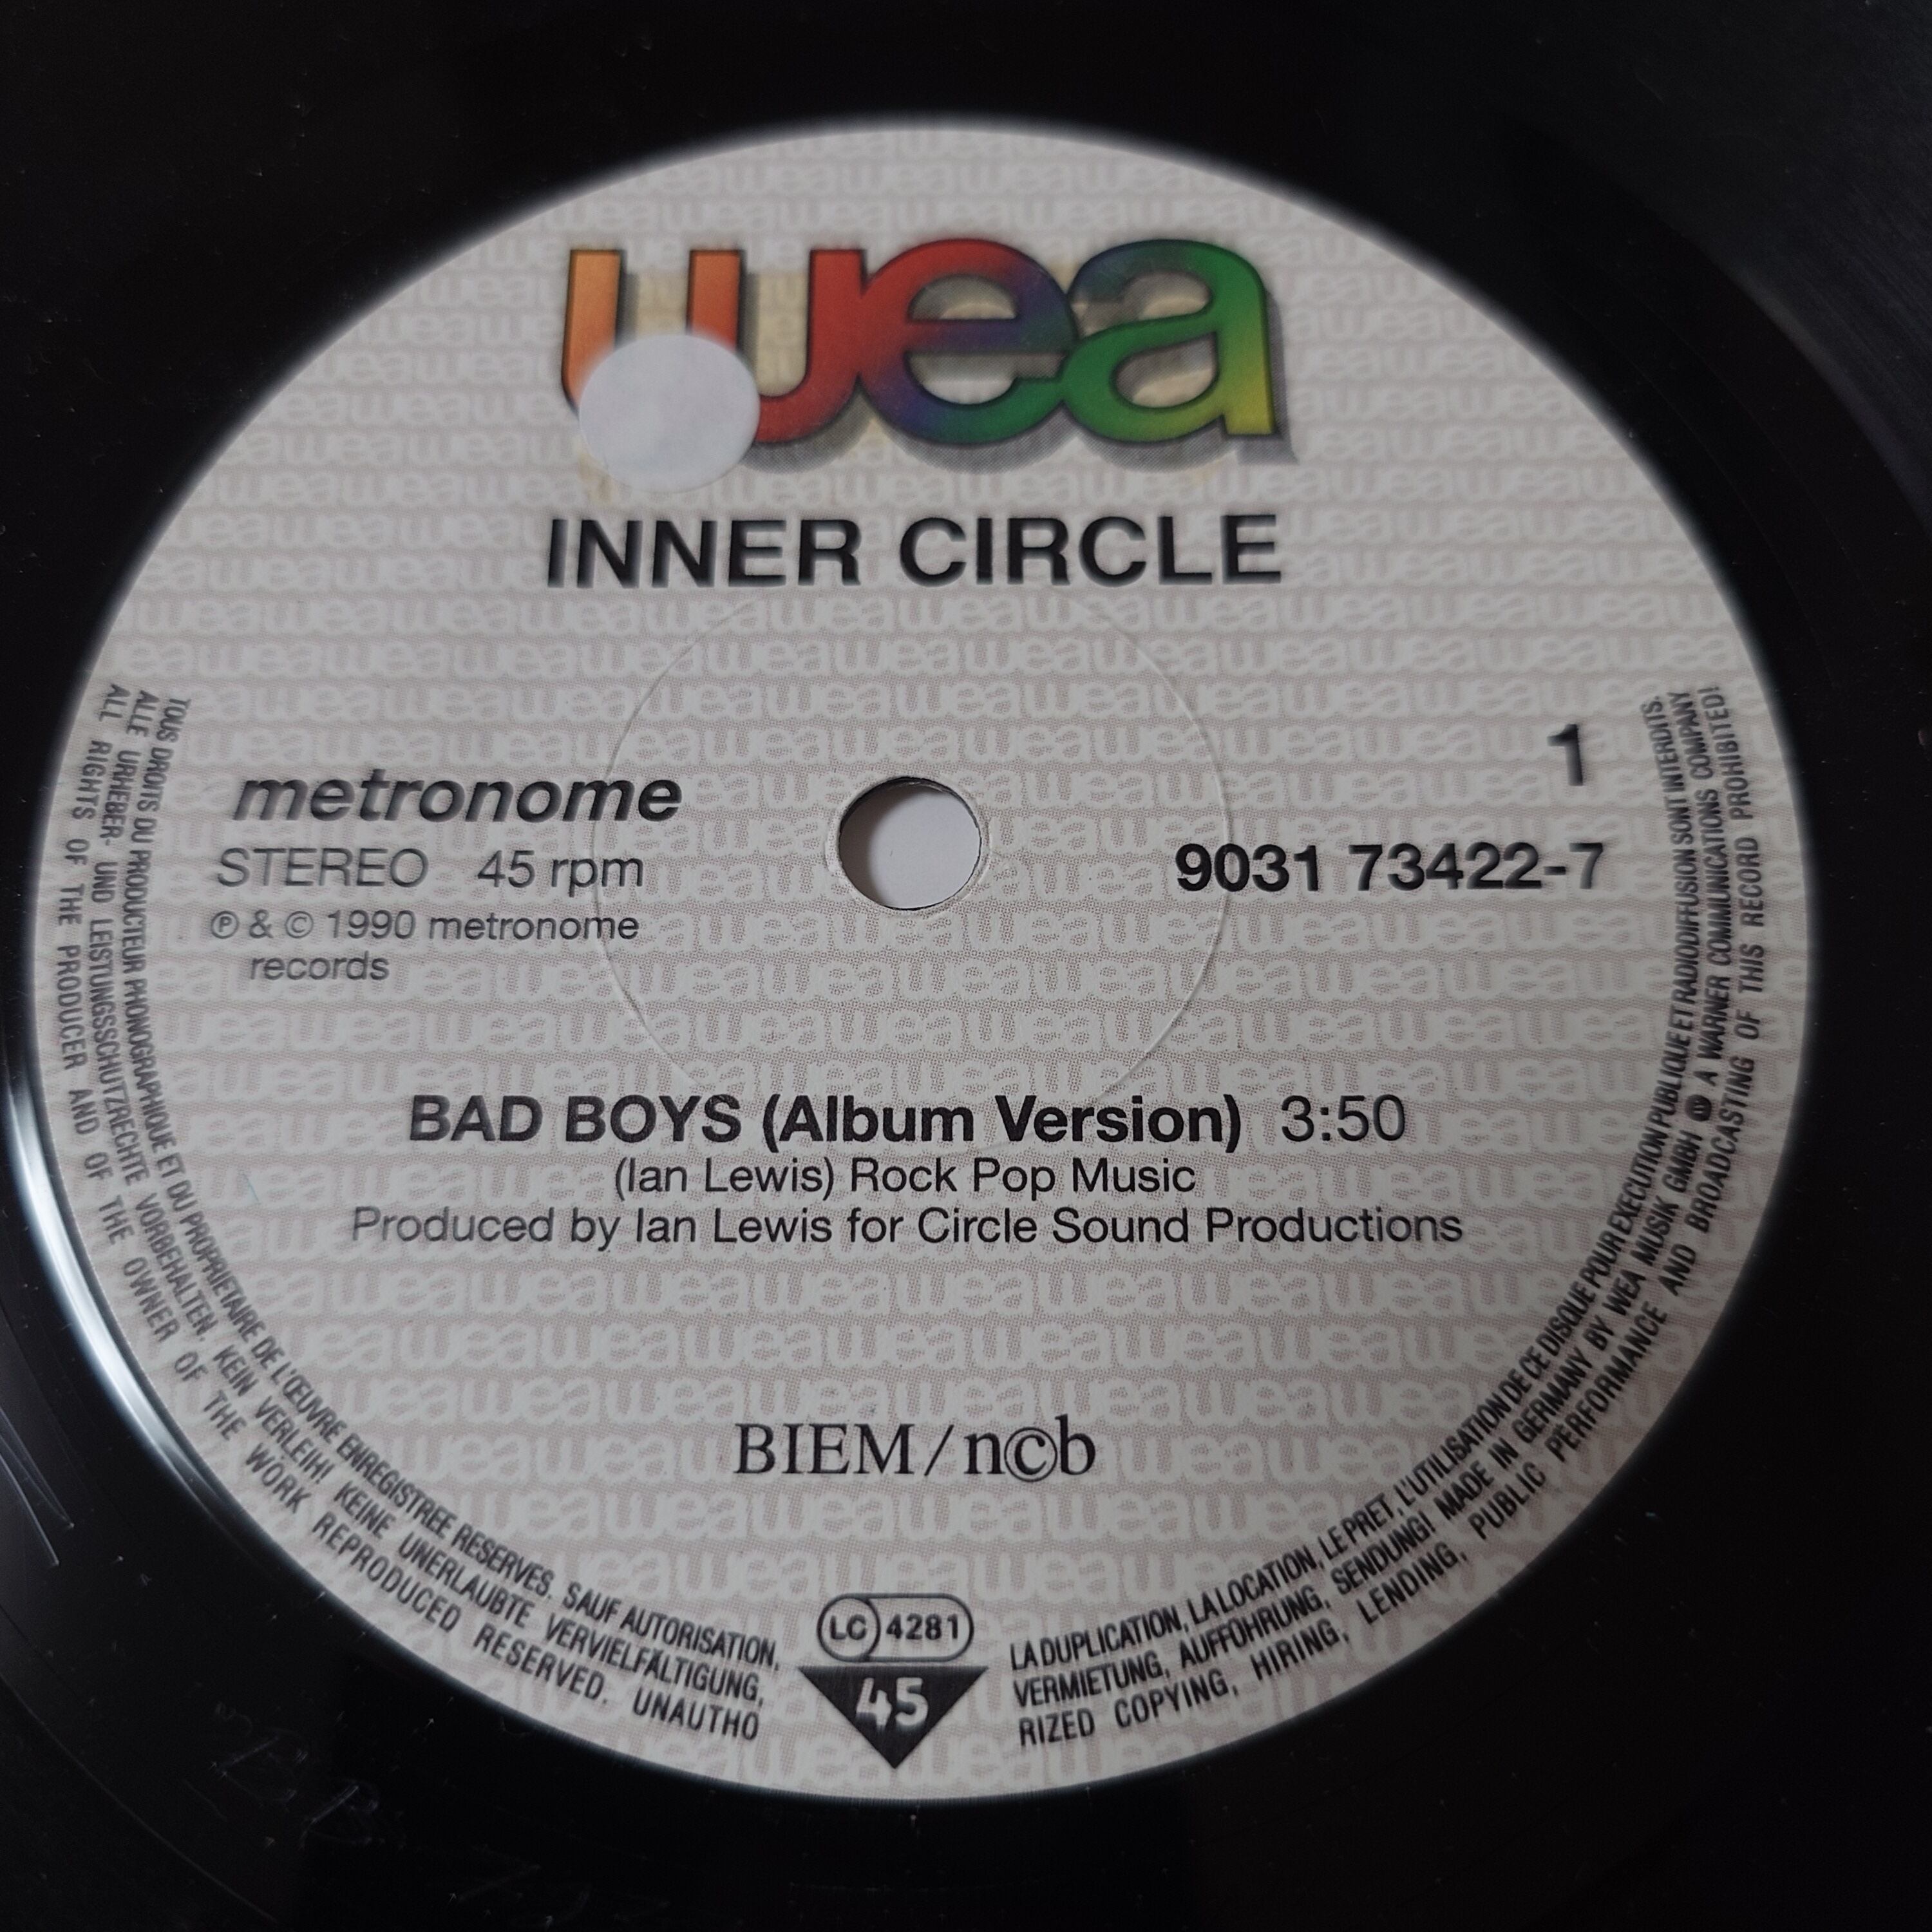 wea
INNER CIRCLE
1
metronome
STEREO 45 rpm
9031 73422-7
℗ & © 1990 metronome
records
BAD BOYS (Album Version) 3:50
(Ian Lewis) Rock Pop Music
Produced by Ian Lewis for Circle Sound Productions
BIEM/n©b
LC 4281
45
TOUS DROITS DU PRODUCTEUR PHONOGRAPHIQUE ET DU PROPRIETAIRE DE L'ŒUVRE ENREGISTREE RESERVES. SAUF AUTORISATION, LA DUPLICATION, LA LOCATION, LE PRET, L'UTILISATION DE CE DISQUE POUR EXECUTION PUBLIQUE ET RADIODIFFUSION SONT INTERDITS.
ALLE URHEBER- UND LEISTUNGSSCHUTZRECHTE VORBEHALTEN. KEIN VERLEIH! KEINE UNERLAUBTE VERVIELFÄLTIGUNG, VERMIETUNG, AUFFÜHRUNG, SENDUNG! MADE IN GERMANY BY WEA MUSIK GMBH A WARNER COMMUNICATIONS COMPANY
ALL RIGHTS OF THE PRODUCER AND OF THE OWNER OF THE WORK REPRODUCED RESERVED. UNAUTHORIZED COPYING, HIRING, LENDING, PUBLIC PERFORMANCE AND BROADCASTING OF THIS RECORD PROHIBITED!